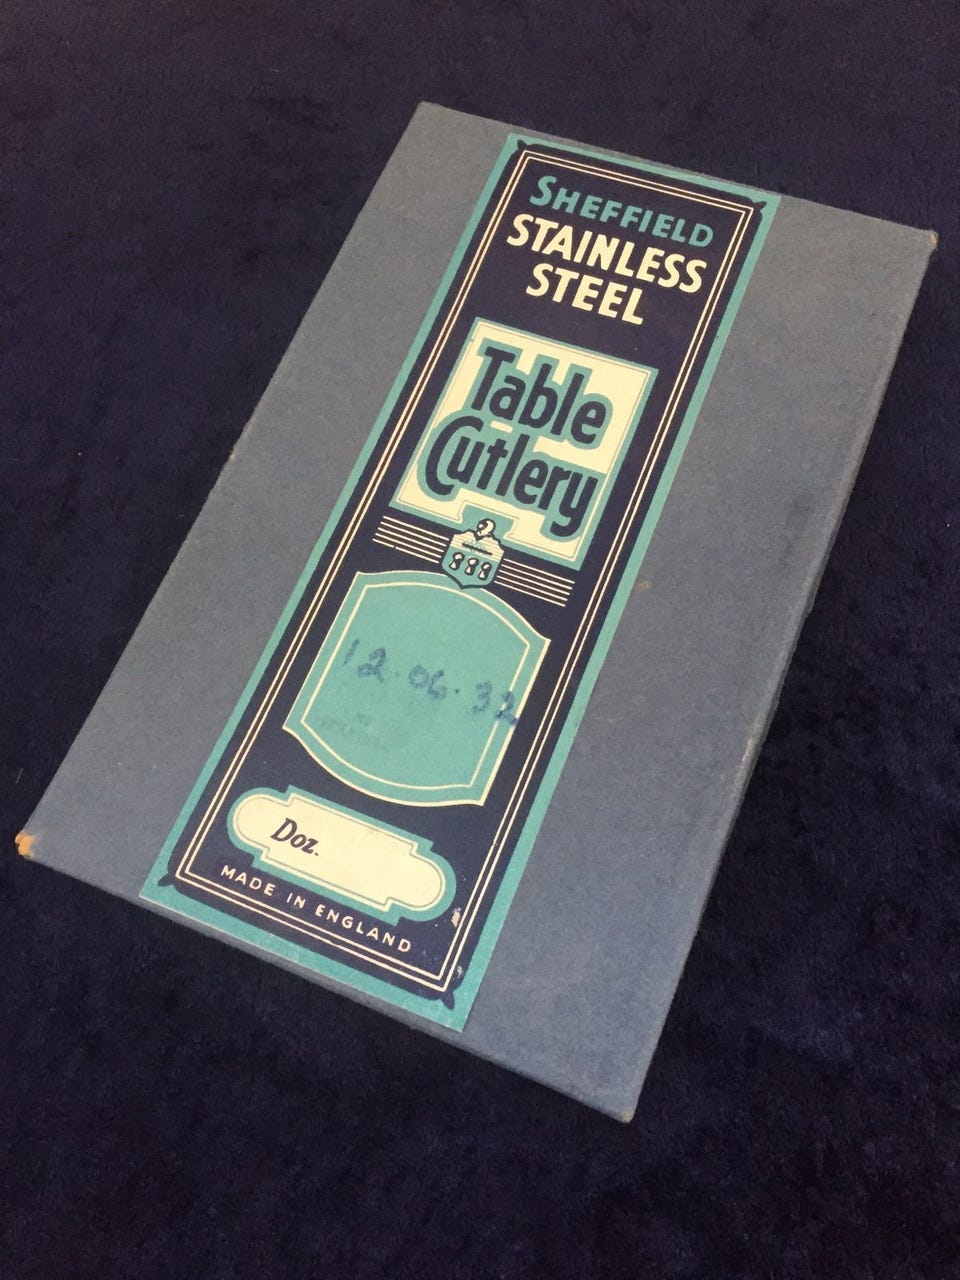 SHEFFIELD
STAINLESS
STEEL
Table
Cutlery
12.06.32
Doz.
MADE IN ENGLAND